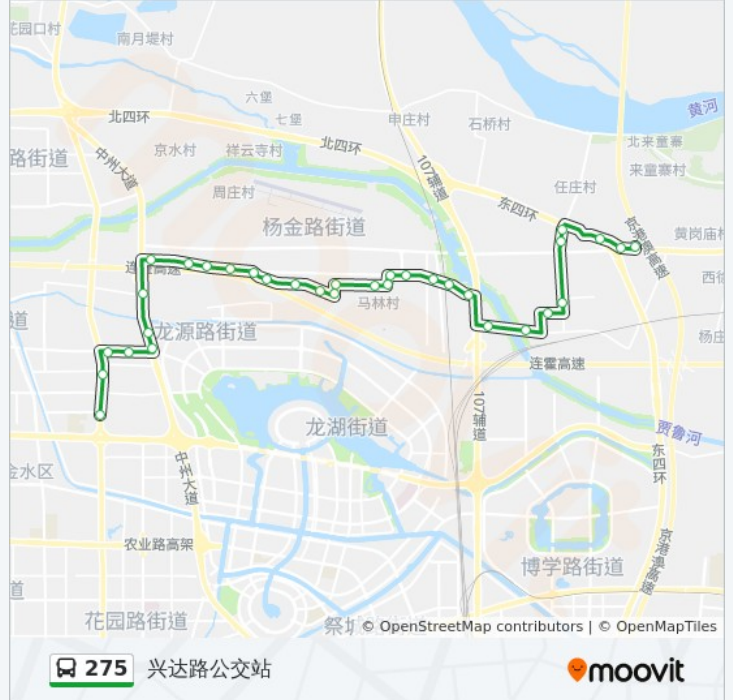 花园口村
南月堤村
六堡
七堡
黄河
北四环
申庄村
石桥村
北四环
北来童寨
来童寨村
路街道
中州大道
京水村
祥云寺村
107辅道
任庄村
周庄村
东四环
杨金路街道
京港澳高速
黄岗庙村
连霍高速
西
马林村
道
龙源路街道
杨庄
连霍高速
107辅道
龙湖街道
贾鲁河
金水区
中州大道
东四环
农业路高架
京港澳高速
博学路街道
道
花园路街道
祭
© OpenStreetMap contributors | © OpenMapTiles
275 兴达路公交站
moovit